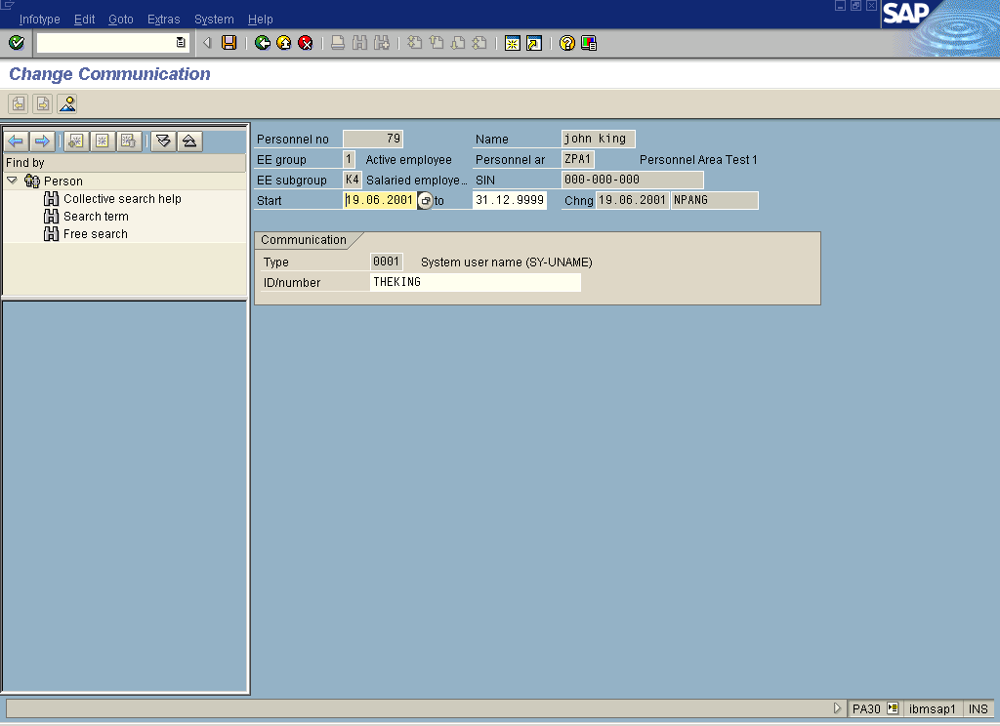 Infotype Edit Goto Extras System Help
SAP
Change Communication
Find by
Person
Collective search help
Search term
Free search
Personnel no 79 Name john king
EE group 1 Active employee Personnel ar ZPA1 Personnel Area Test 1
EE subgroup K4 Salaried employe... SIN 000-000-000
Start 19.06.2001 to 31.12.9999 Chng 19.06.2001 NPANG
Communication
Type 0001 System user name (SY-UNAME)
ID/number THEKING
PA30 ibmsap1 INS